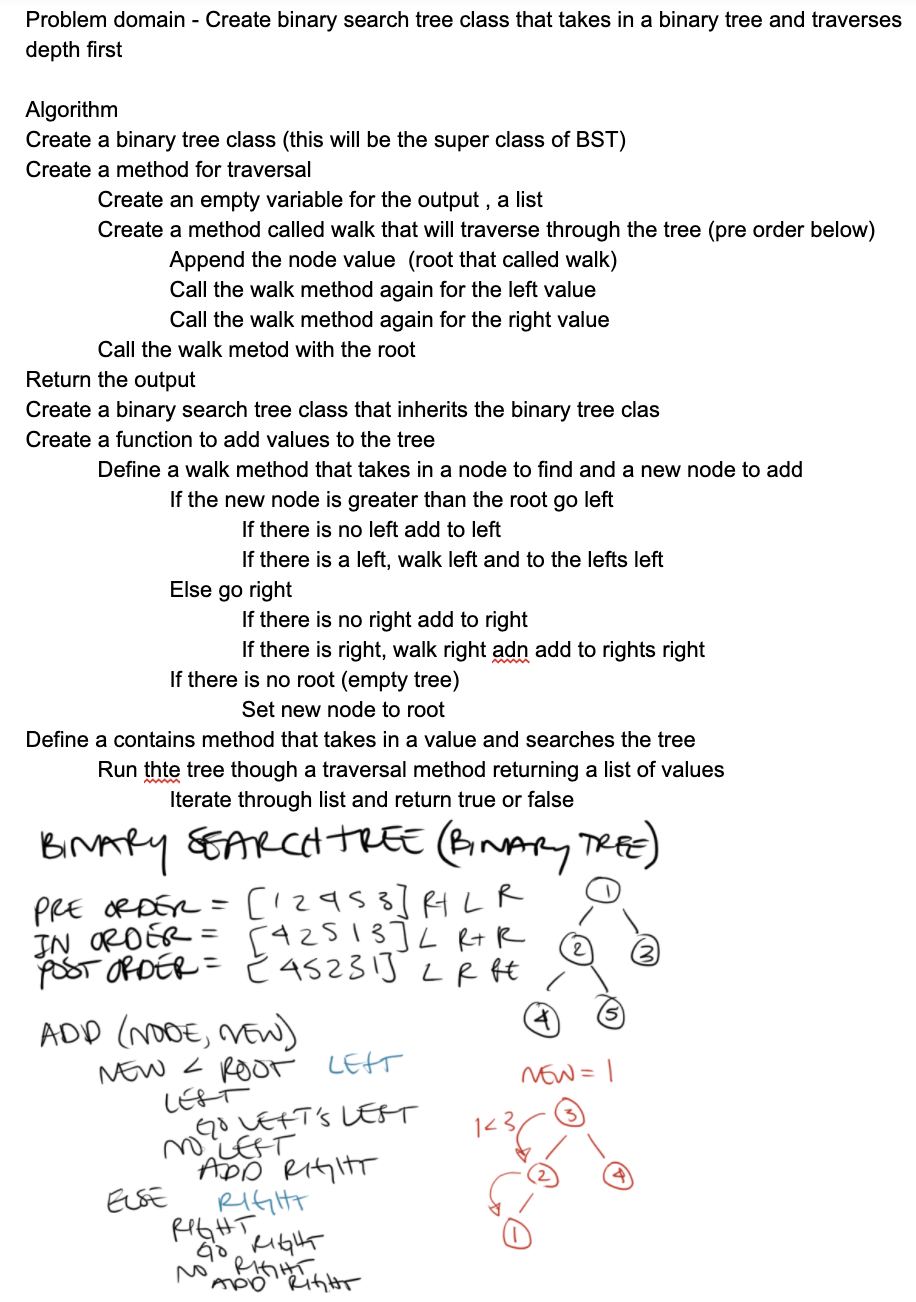 Problem domain - Create binary search tree class that takes in a binary tree and traverses
depth first
Algorithm
Create a binary tree class (this will be the super class of BST)
Create a method for traversal
Create an empty variable for the output , a list
Create a method called walk that will traverse through the tree (pre order below)
Append the node value  (root that called walk)
Call the walk method again for the left value
Call the walk method again for the right value
Call the walk metod with the root
Return the output
Create a binary search tree class that inherits the binary tree clas
Create a function to add values to the tree
Define a walk method that takes in a node to find and a new node to add
If the new node is greater than the root go left
If there is no left add to left
If there is a left, walk left and to the lefts left
Else go right
If there is no right add to right
If there is right, walk right adn add to rights right
If there is no root (empty tree)
Set new node to root
Define a contains method that takes in a value and searches the tree
Run thte tree though a traversal method returning a list of values
Iterate through list and return true or false
BINARY SEARCH TREE (BINARY TREE)
PRE ORDER = [1 2 4 5 3] Rt L R
IN ORDER = [4 2 5 1 3] L Rt R
POST ORDER = [4 5 2 3 1] L R Rt
1
2 3
4 5
ADD (NODE, NEW)
NEW < ROOT LEFT
LEFT
GO LEFT'S LEFT
NO LEFT
ADD RIGHT
ELSE RIGHT
RIGHT
GO RIGHT
NO RIGHT
ADD RIGHT
NEW = 1
1<3 3
2 4
1